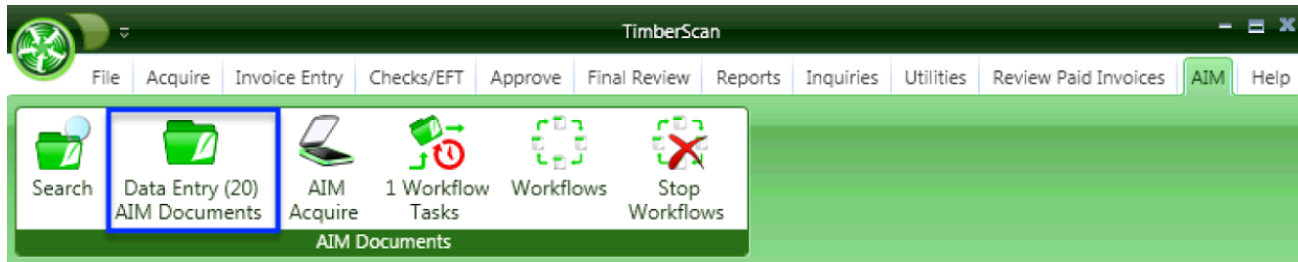 TimberScan
File Acquire Invoice Entry Checks/EFT Approve Final Review Reports Inquiries Utilities Review Paid Invoices AIM Help
Search Data Entry (20) AIM 1 Workflow Workflows Stop
AIM Documents Acquire Tasks Workflows
AIM Documents